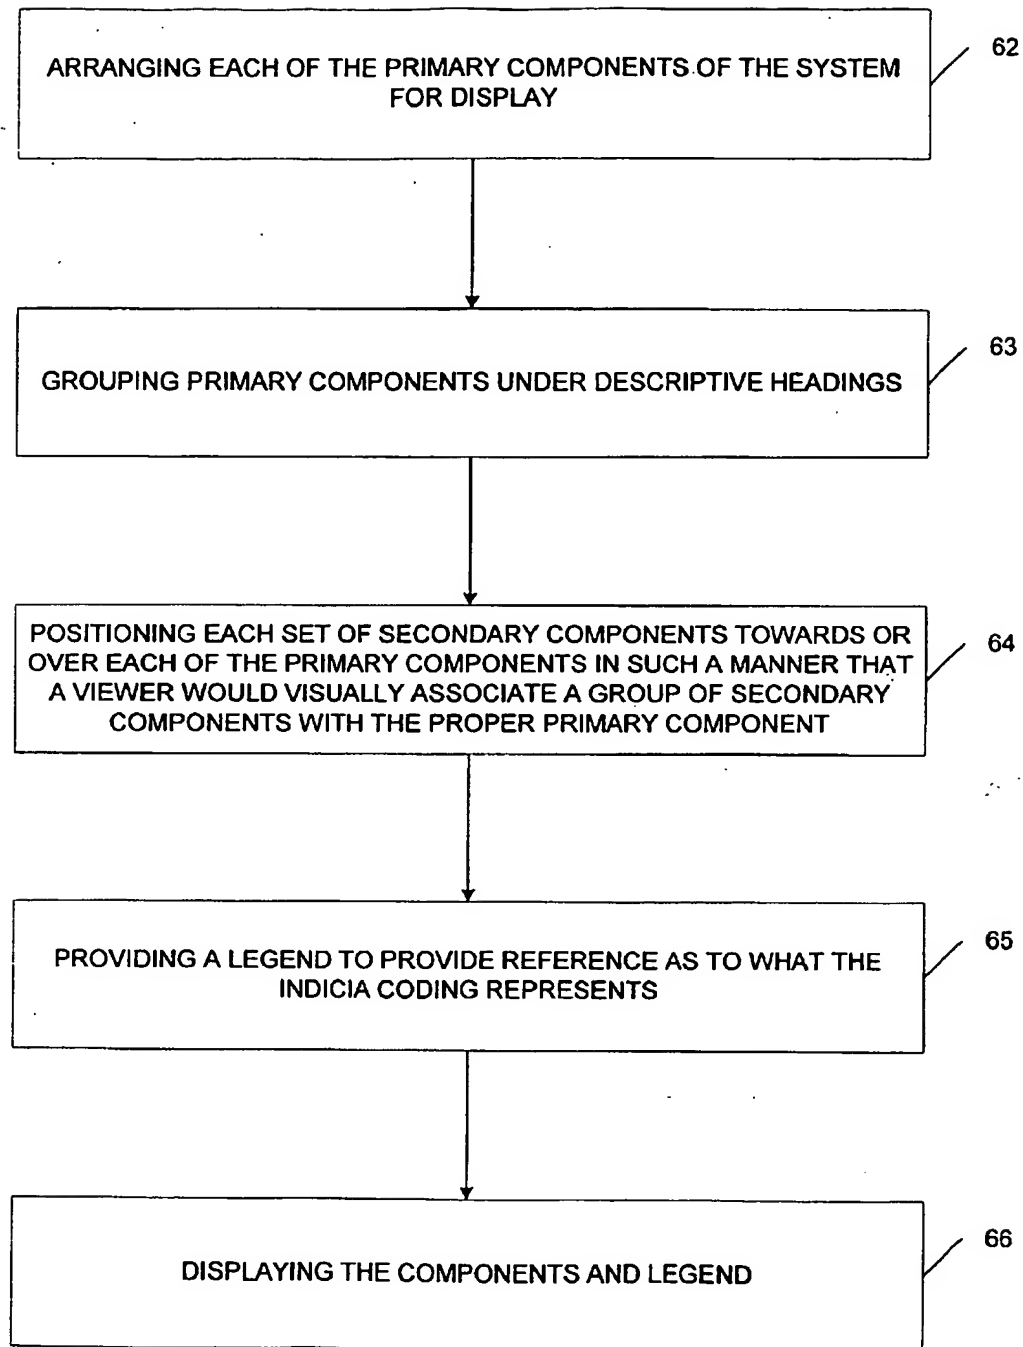 ARRANGING EACH OF THE PRIMARY COMPONENTS OF THE SYSTEM
FOR DISPLAY
62
GROUPING PRIMARY COMPONENTS UNDER DESCRIPTIVE HEADINGS
63
POSITIONING EACH SET OF SECONDARY COMPONENTS TOWARDS OR
OVER EACH OF THE PRIMARY COMPONENTS IN SUCH A MANNER THAT
A VIEWER WOULD VISUALLY ASSOCIATE A GROUP OF SECONDARY
COMPONENTS WITH THE PROPER PRIMARY COMPONENT
64
PROVIDING A LEGEND TO PROVIDE REFERENCE AS TO WHAT THE
INDICIA CODING REPRESENTS
65
DISPLAYING THE COMPONENTS AND LEGEND
66